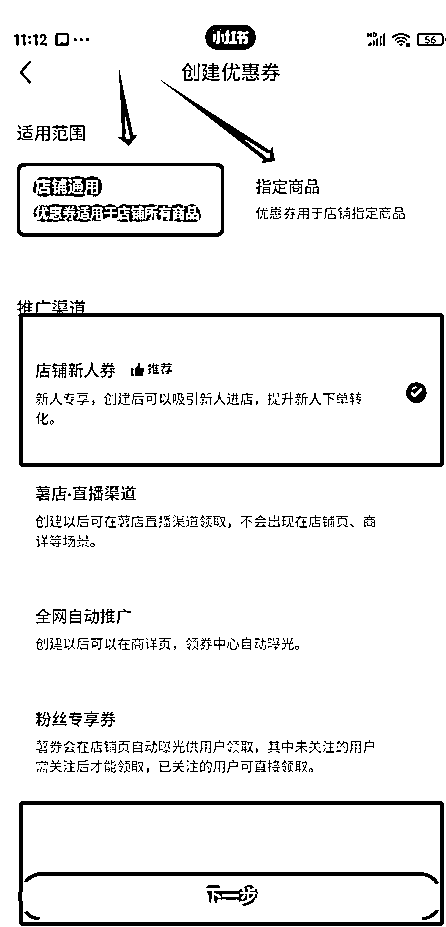 11:12
小红书
HD
56
创建优惠券
适用范围
店铺通用
优惠券适用于店铺所有商品
指定商品
优惠券用于店铺指定商品
推广渠道
店铺新人券 推荐
新人专享，创建后可以吸引新人进店，提升新人下单转
化。
薯店·直播渠道
创建以后可在薯店直播渠道领取，不会出现在店铺页、商
详等场景。
全网自动推广
创建以后可以在商详页，领券中心自动曝光。
粉丝专享券
薯券会在店铺页自动曝光供用户领取，其中未关注的用户
需关注后才能领取，已关注的用户可直接领取。
下一步